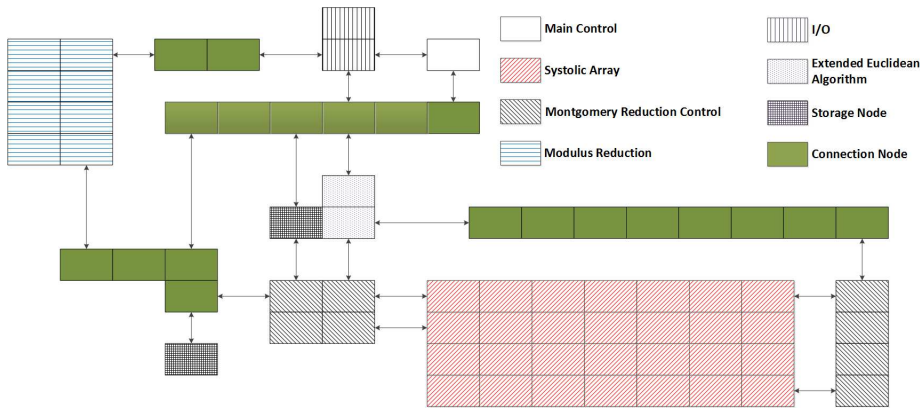 Main Control
I/O
Systolic Array
Extended Euclidean
Algorithm
Montgomery Reduction Control
Storage Node
Modulus Reduction
Connection Node